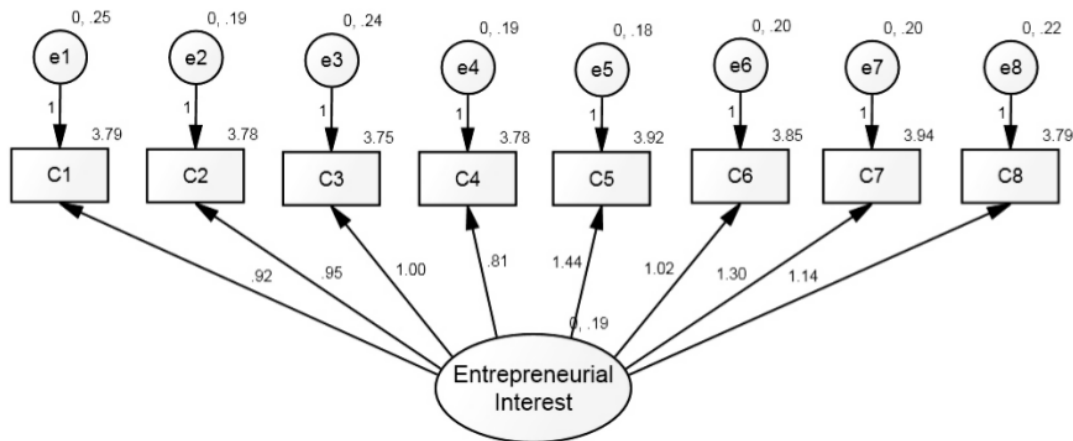 0, .25
0, .19
0, .24
0, .19
0, .18
0, .20
0, .20
0, .22
e1
e2
e3
e4
e5
e6
e7
e8
1
1
1
1
1
1
1
1
3.79
3.78
3.75
3.78
3.92
3.85
3.94
3.79
C1
C2
C3
C4
C5
C6
C7
C8
.92
.95
1.00
.81
1.44
1.02
1.30
1.14
0, .19
Entrepreneurial
Interest